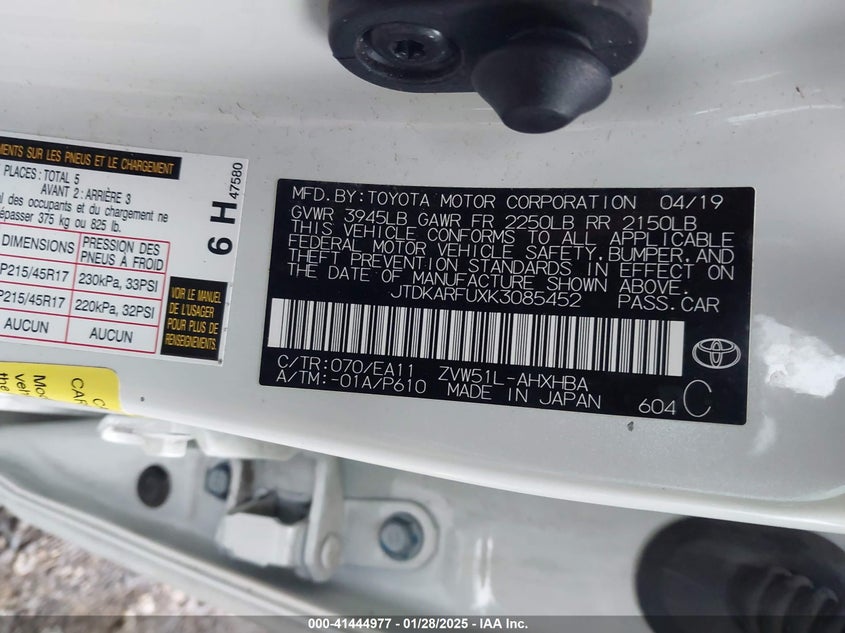 MENTS SUR LES PNEUS ET LE CHARGEMENT
PLACES : TOTAL 5
AVANT 2 : ARRIÈRE 3
al des occupants et du chargement ne
dépasser 375 kg ou 825 lb.
DIMENSIONS PRESSION DES PNEUS À FROID
P215/45R17 230kPa, 33PSI
P215/45R17 220kPa, 32PSI
AUCUN AUCUN
6 H 47580
VOIR LE MANUEL
DE L'USAGER
POUR PLUS DE
RENSEIGNEMENTS
MFD.BY:TOYOTA MOTOR CORPORATION 04/19
GVWR 3945LB GAWR FR 2250LB RR 2150LB
THIS VEHICLE CONFORMS TO ALL APPLICABLE
FEDERAL MOTOR VEHICLE SAFETY,BUMPER,AND
THEFT PREVENTION STANDARDS IN EFFECT ON
THE DATE OF MANUFACTURE SHOWN ABOVE.
JTDKARFUXK3085452 PASS.CAR
C/TR:070/EA11 ZVW51L-AHXHBA
A/TM:-01A/P610 MADE IN JAPAN 604 C
000-41444977 - 01/28/2025 - IAA Inc.